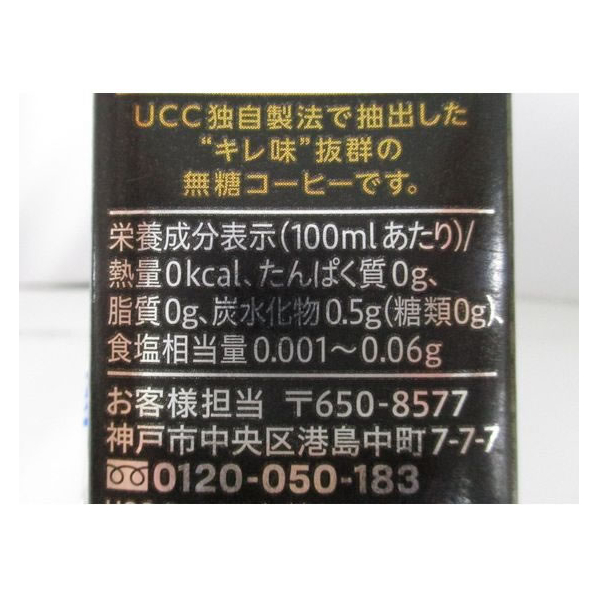 UCC独自製法で抽出した
“キレ味”抜群の
無糖コーヒーです。
栄養成分表示(100mlあたり)/
熱量0kcal、たんぱく質0g、
脂質0g、炭水化物0.5g(糖類0g)、
食塩相当量0.001～0.06g
お客様担当 〒650-8577
神戸市中央区港島中町7-7-7
0120-050-183